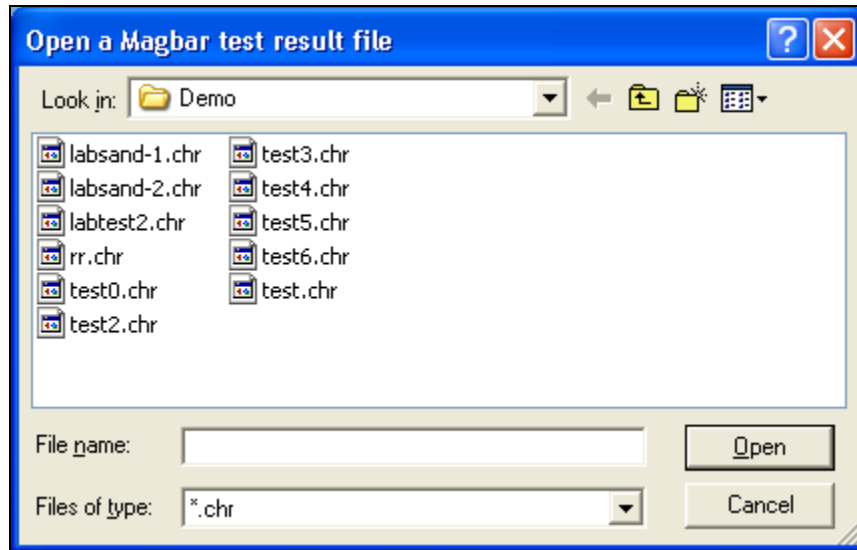 Open a Magbar test result file
Look in: Demo
labsand-1.chr
labsand-2.chr
labtest2.chr
rr.chr
test0.chr
test2.chr
test3.chr
test4.chr
test5.chr
test6.chr
test.chr
File name:
Open
Files of type: *.chr
Cancel